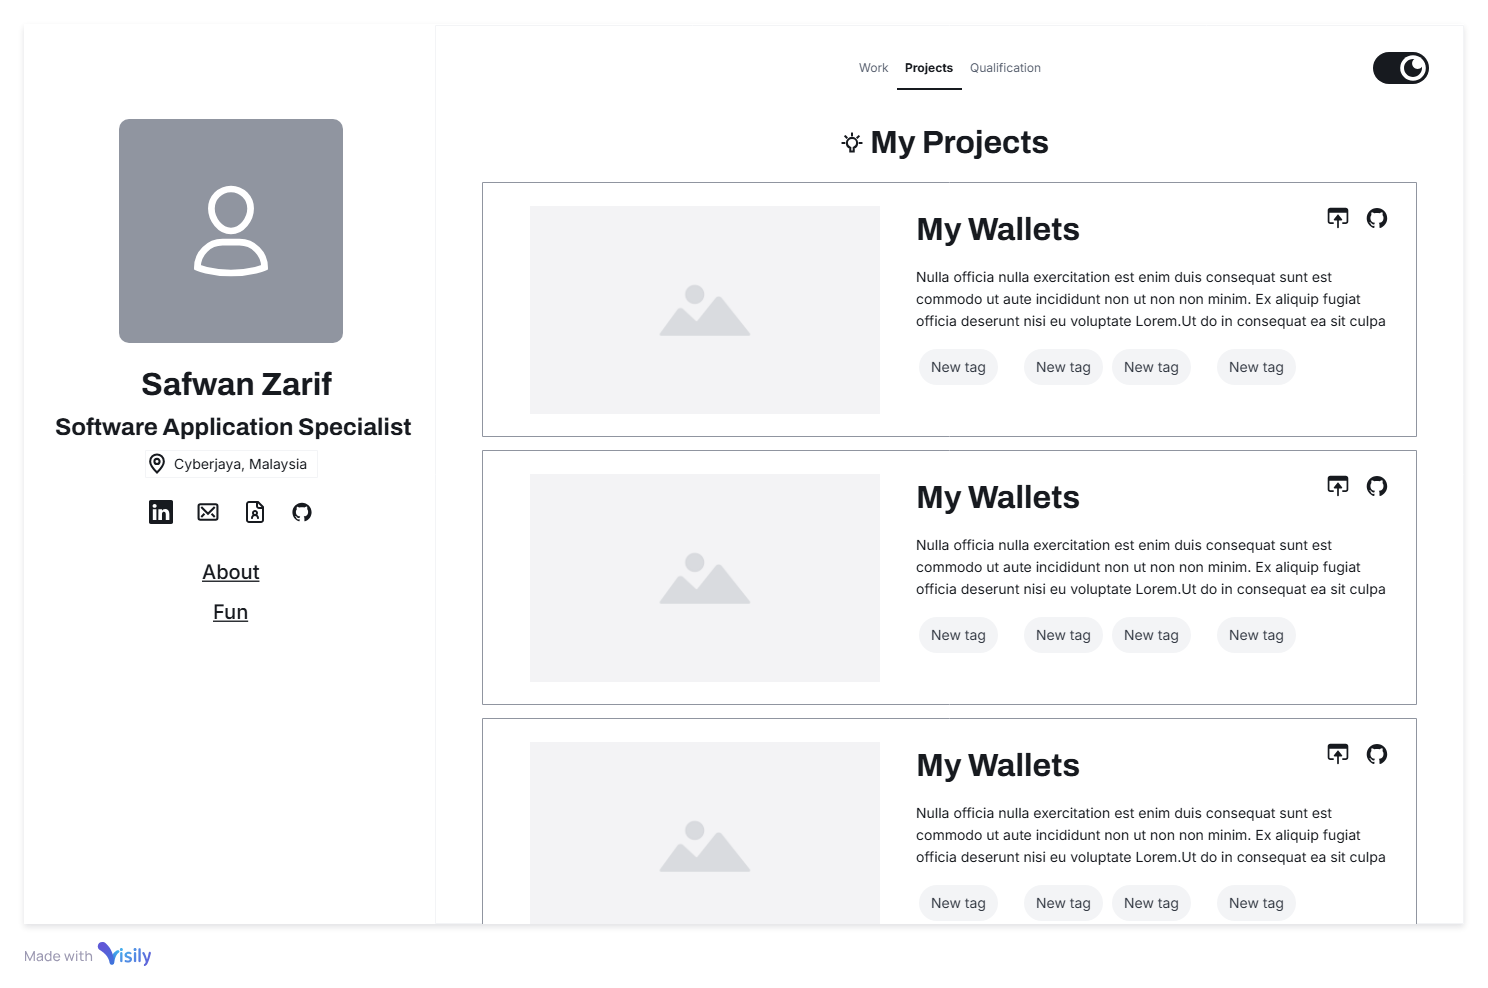 Safwan Zarif
Software Application Specialist
Cyberjaya, Malaysia
About
Fun
Work Projects Qualification
My Projects
My Wallets
Nulla officia nulla exercitation est enim duis consequat sunt est
commodo ut aute incididunt non ut non non minim. Ex aliquip fugiat
officia deserunt nisi eu voluptate Lorem.Ut do in consequat ea sit culpa
New tag New tag New tag New tag
My Wallets
Nulla officia nulla exercitation est enim duis consequat sunt est
commodo ut aute incididunt non ut non non minim. Ex aliquip fugiat
officia deserunt nisi eu voluptate Lorem.Ut do in consequat ea sit culpa
New tag New tag New tag New tag
My Wallets
Nulla officia nulla exercitation est enim duis consequat sunt est
commodo ut aute incididunt non ut non non minim. Ex aliquip fugiat
officia deserunt nisi eu voluptate Lorem.Ut do in consequat ea sit culpa
New tag New tag New tag New tag
Made with Visily